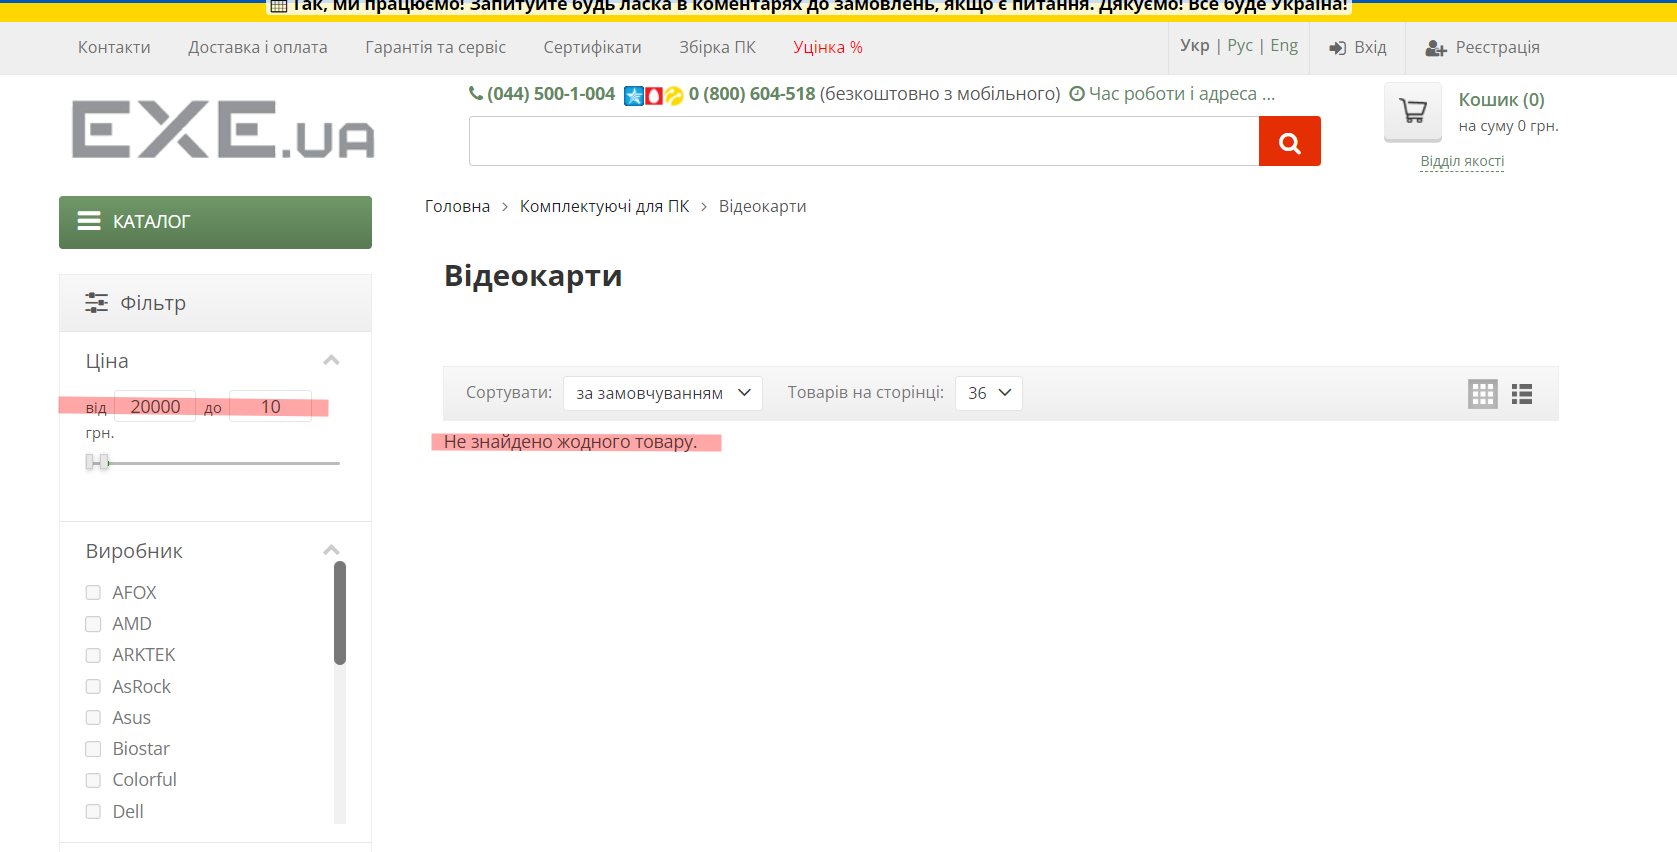 Так, ми працюємо! Запитуйте будь ласка в коментарях до замовлень, якщо є питання. Дякуємо! Все буде Україна!
Контакти Доставка і оплата Гарантія та сервіс Сертифікати Збірка ПК Уцінка % Укр | Рус | Eng Вхід Реєстрація
EXE.UA
(044) 500-1-004 0 (800) 604-518 (безкоштовно з мобільного) Час роботи і адреса ...
Кошик (0)
на суму 0 грн.
Відділ якості
КАТАЛОГ
Головна > Комплектуючі для ПК > Відеокарти
Відеокарти
Фільтр
Ціна
від 20000 до 10
грн.
Сортувати: за замовчуванням Товарів на сторінці: 36
Не знайдено жодного товару.
Виробник
AFOX
AMD
ARKTEK
AsRock
Asus
Biostar
Colorful
Dell